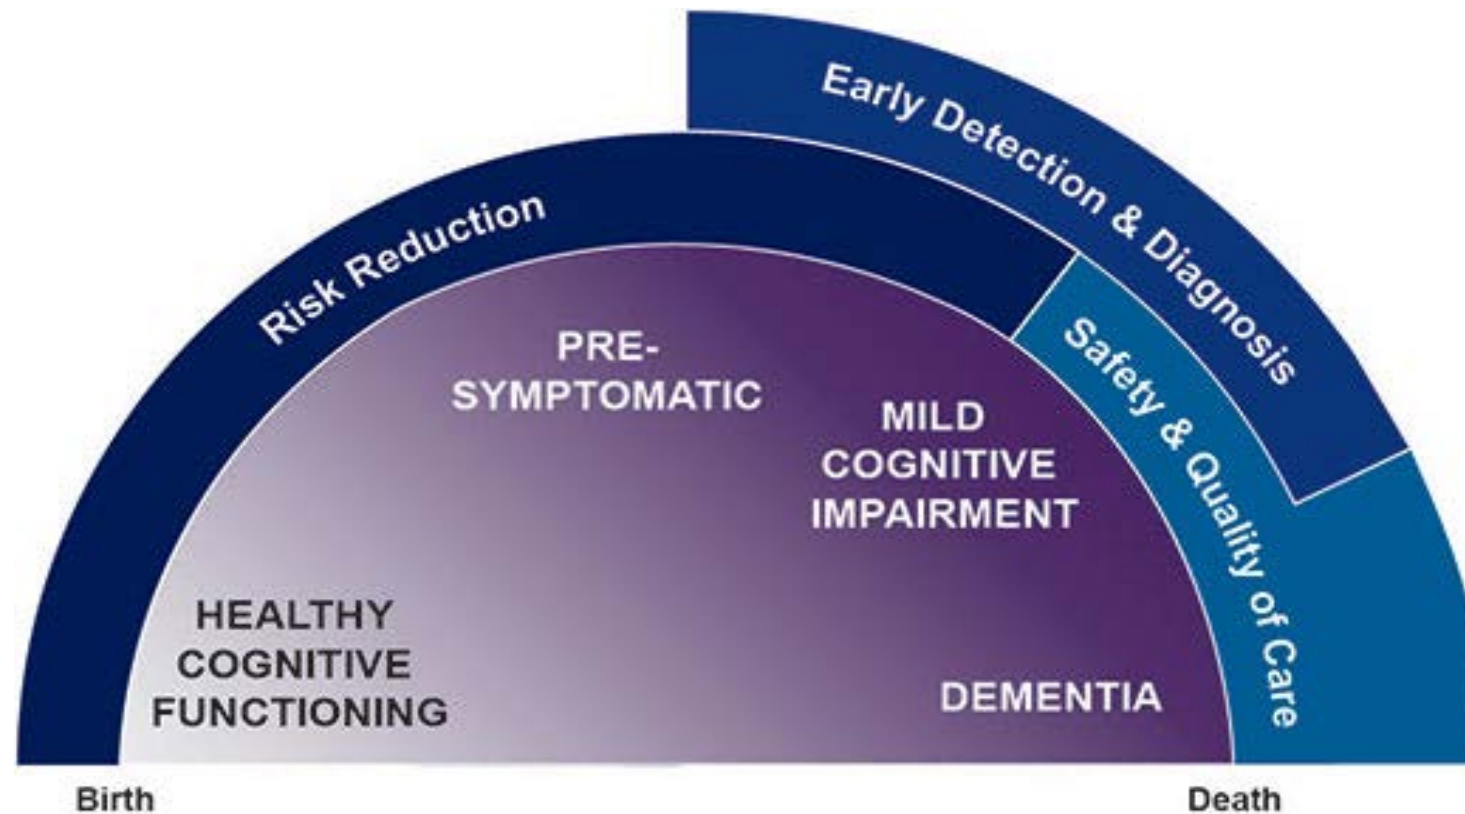 Early Detection & Diagnosis
Risk Reduction
Safety & Quality of Care
PRE-
SYMPTOMATIC
MILD
COGNITIVE
IMPAIRMENT
HEALTHY
COGNITIVE
FUNCTIONING
DEMENTIA
Birth
Death